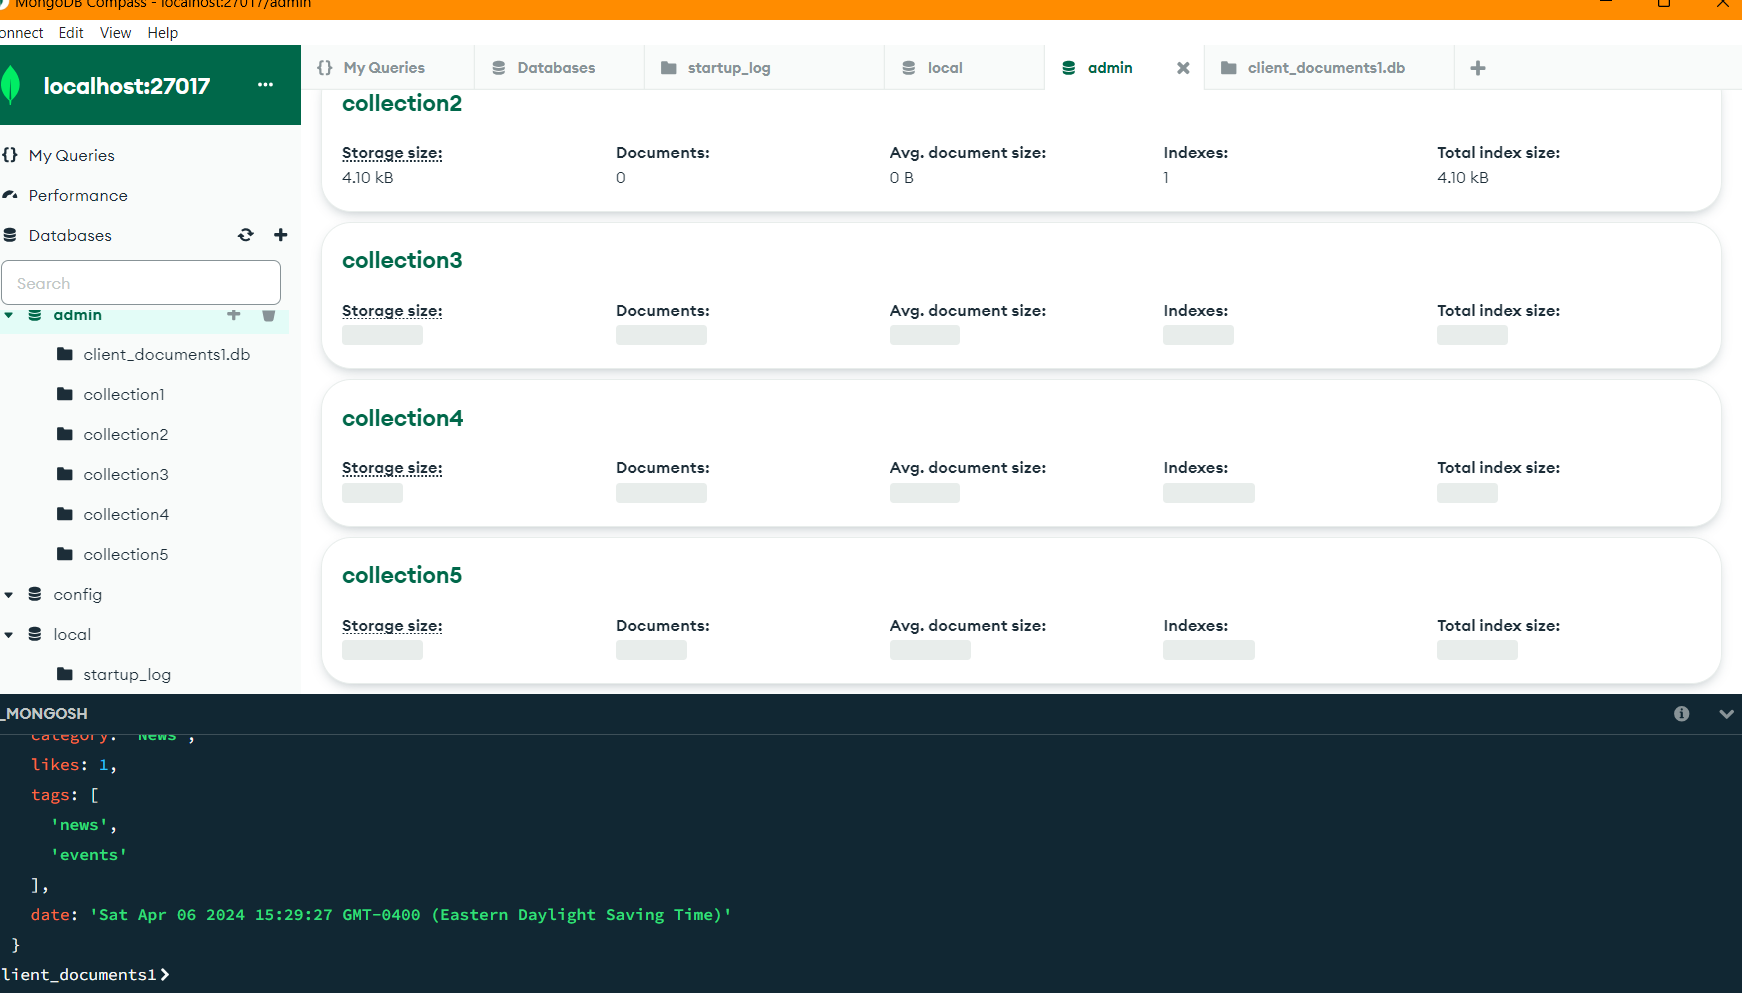 MongoDB Compass - localhost:27017/admin
onnect Edit View Help
localhost:27017 ...
My Queries
Performance
Databases
Search
admin
client_documents1.db
collection1
collection2
collection3
collection4
collection5
config
local
startup_log
{} My Queries Databases startup_log local admin client_documents1.db
collection2
Storage size: Documents: Avg. document size: Indexes: Total index size:
4.10 kB 0 0 B 1 4.10 kB
collection3
Storage size: Documents: Avg. document size: Indexes: Total index size:
collection4
Storage size: Documents: Avg. document size: Indexes: Total index size:
collection5
Storage size: Documents: Avg. document size: Indexes: Total index size:
_MONGOSH
category: 'News',
likes: 1,
tags: [
'news',
'events'
],
date: 'Sat Apr 06 2024 15:29:27 GMT-0400 (Eastern Daylight Saving Time)'
}
lient_documents1>